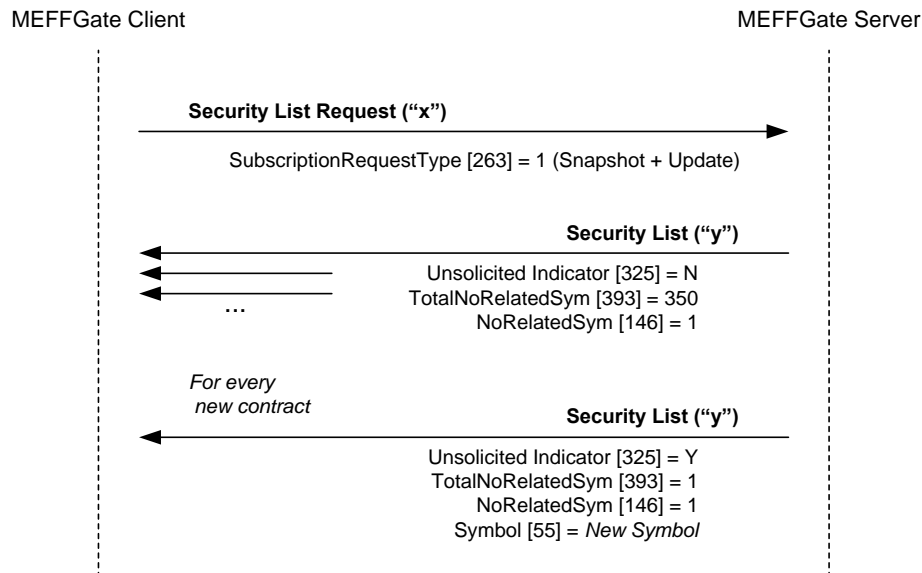 MEFFGate Client
MEFFGate Server
Security List Request (“x”)
SubscriptionRequestType [263] = 1 (Snapshot + Update)
Security List (“y”)
Unsolicited Indicator [325] = N
TotalNoRelatedSym [393] = 350
NoRelatedSym [146] = 1
...
For every
new contract
Security List (“y”)
Unsolicited Indicator [325] = Y
TotalNoRelatedSym [393] = 1
NoRelatedSym [146] = 1
Symbol [55] = New Symbol